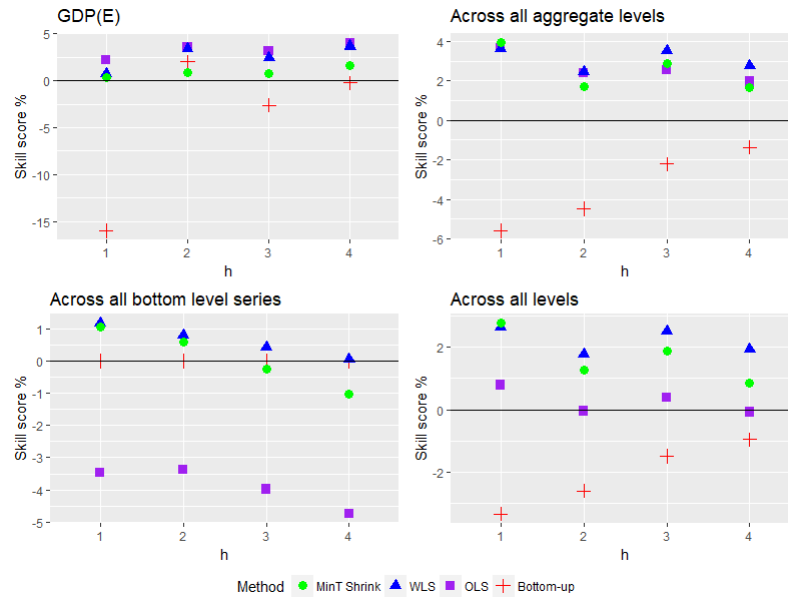 GDP(E)
5
0
-5
-10
-15
Skill score %
1 2 3 4
h
Across all aggregate levels
4
2
0
-2
-4
-6
Skill score %
1 2 3 4
h
Across all bottom level series
1
0
-1
-2
-3
-4
-5
Skill score %
1 2 3 4
h
Across all levels
2
0
-2
Skill score %
1 2 3 4
h
Method MinT Shrink WLS OLS Bottom-up